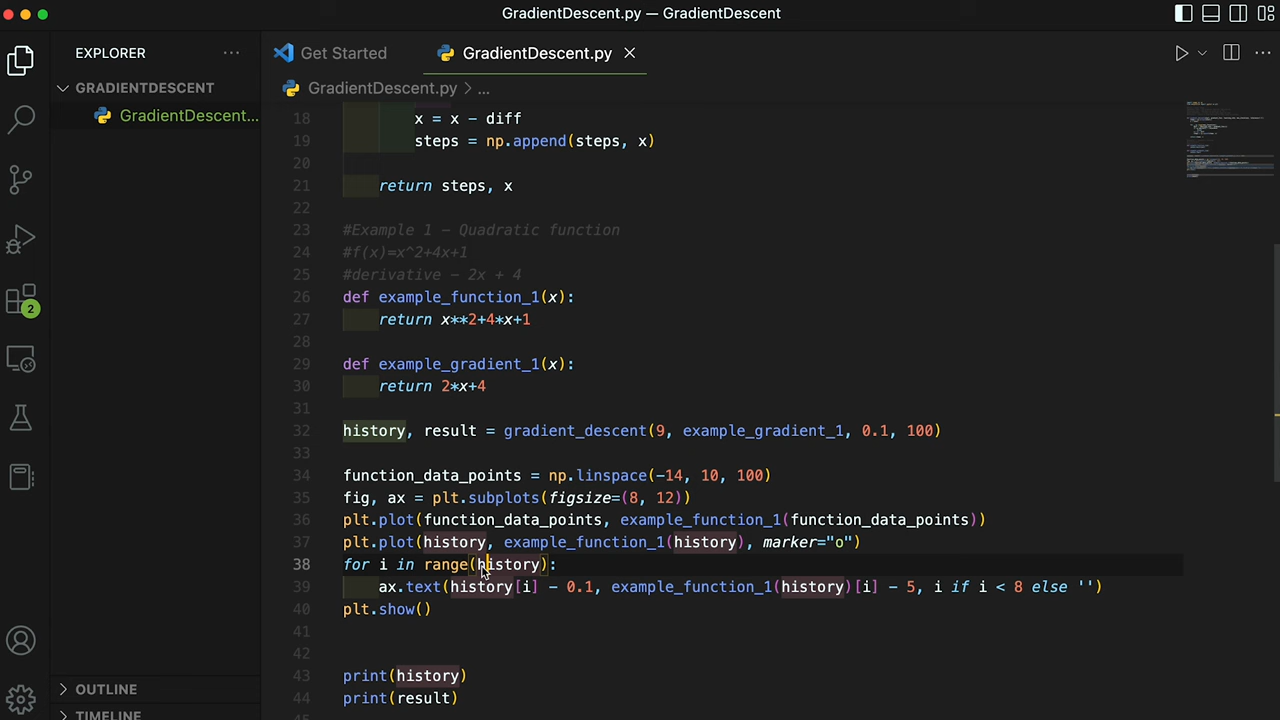 GradientDescent.py — GradientDescent
EXPLORER ...
Get Started
GradientDescent.py
GRADIENTDESCENT
GradientDescent.py > ...
GradientDescent...
18 x = x - diff
19 steps = np.append(steps, x)
20
21 return steps, x
22
23 #Example 1 - Quadratic function
24 #f(x)=x^2+4x+1
25 #derivative - 2x + 4
26 def example_function_1(x):
27 return x**2+4*x+1
28
29 def example_gradient_1(x):
30 return 2*x+4
31
32 history, result = gradient_descent(9, example_gradient_1, 0.1, 100)
33
34 function_data_points = np.linspace(-14, 10, 100)
35 fig, ax = plt.subplots(figsize=(8, 12))
36 plt.plot(function_data_points, example_function_1(function_data_points))
37 plt.plot(history, example_function_1(history), marker="o")
38 for i in range(history):
39 ax.text(history[i] - 0.1, example_function_1(history)[i] - 5, i if i < 8 else '')
40 plt.show()
41
42
43 print(history)
44 print(result)
2
OUTLINE
TIMELINE